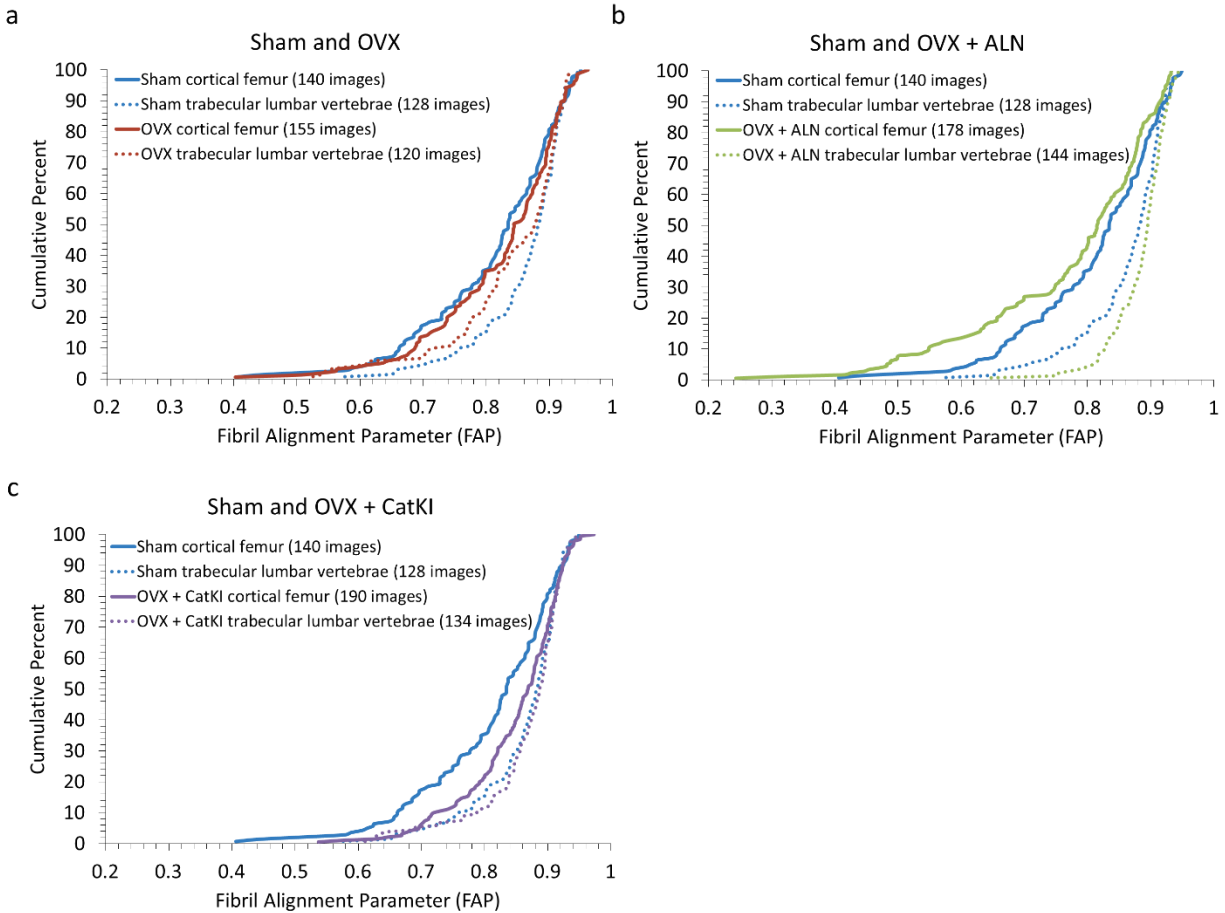 a
Sham and OVX
100
90
80
70
60
50
40
30
20
10
0
Cumulative Percent
Sham cortical femur (140 images)
Sham trabecular lumbar vertebrae (128 images)
OVX cortical femur (155 images)
OVX trabecular lumbar vertebrae (120 images)
0.2 0.3 0.4 0.5 0.6 0.7 0.8 0.9 1
Fibril Alignment Parameter (FAP)
b
Sham and OVX + ALN
100
90
80
70
60
50
40
30
20
10
0
Cumulative Percent
Sham cortical femur (140 images)
Sham trabecular lumbar vertebrae (128 images)
OVX + ALN cortical femur (178 images)
OVX + ALN trabecular lumbar vertebrae (144 images)
0.2 0.3 0.4 0.5 0.6 0.7 0.8 0.9 1
Fibril Alignment Parameter (FAP)
c
Sham and OVX + CatKI
100
90
80
70
60
50
40
30
20
10
0
Cumulative Percent
Sham cortical femur (140 images)
Sham trabecular lumbar vertebrae (128 images)
OVX + CatKI cortical femur (190 images)
OVX + CatKI trabecular lumbar vertebrae (134 images)
0.2 0.3 0.4 0.5 0.6 0.7 0.8 0.9 1
Fibril Alignment Parameter (FAP)